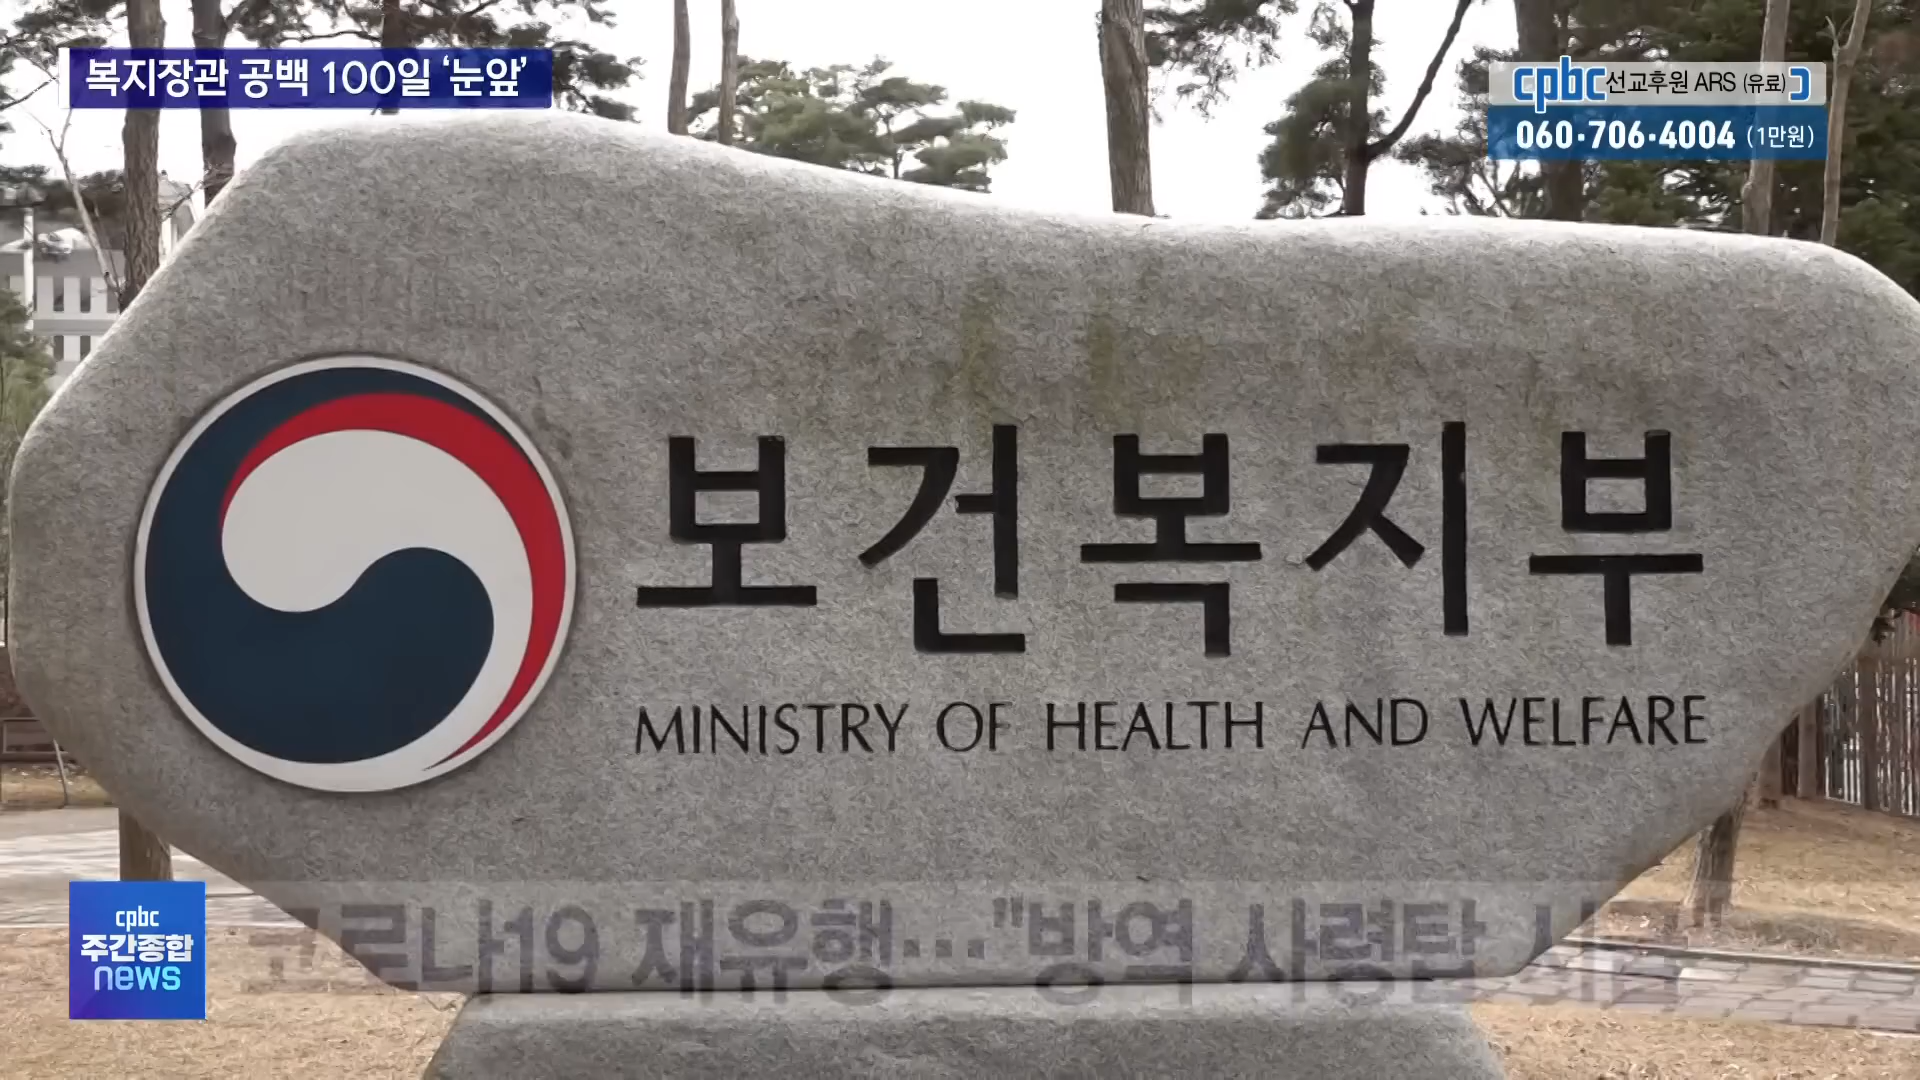 복지장관 공백 100일 ‘눈앞’
cpbc 선교후원 ARS (유료)
060·706·4004 (1만원)
보건복지부
MINISTRY OF HEALTH AND WELFARE
cpbc
주간종합
news
코로나19 재유행…"방역 사령탑